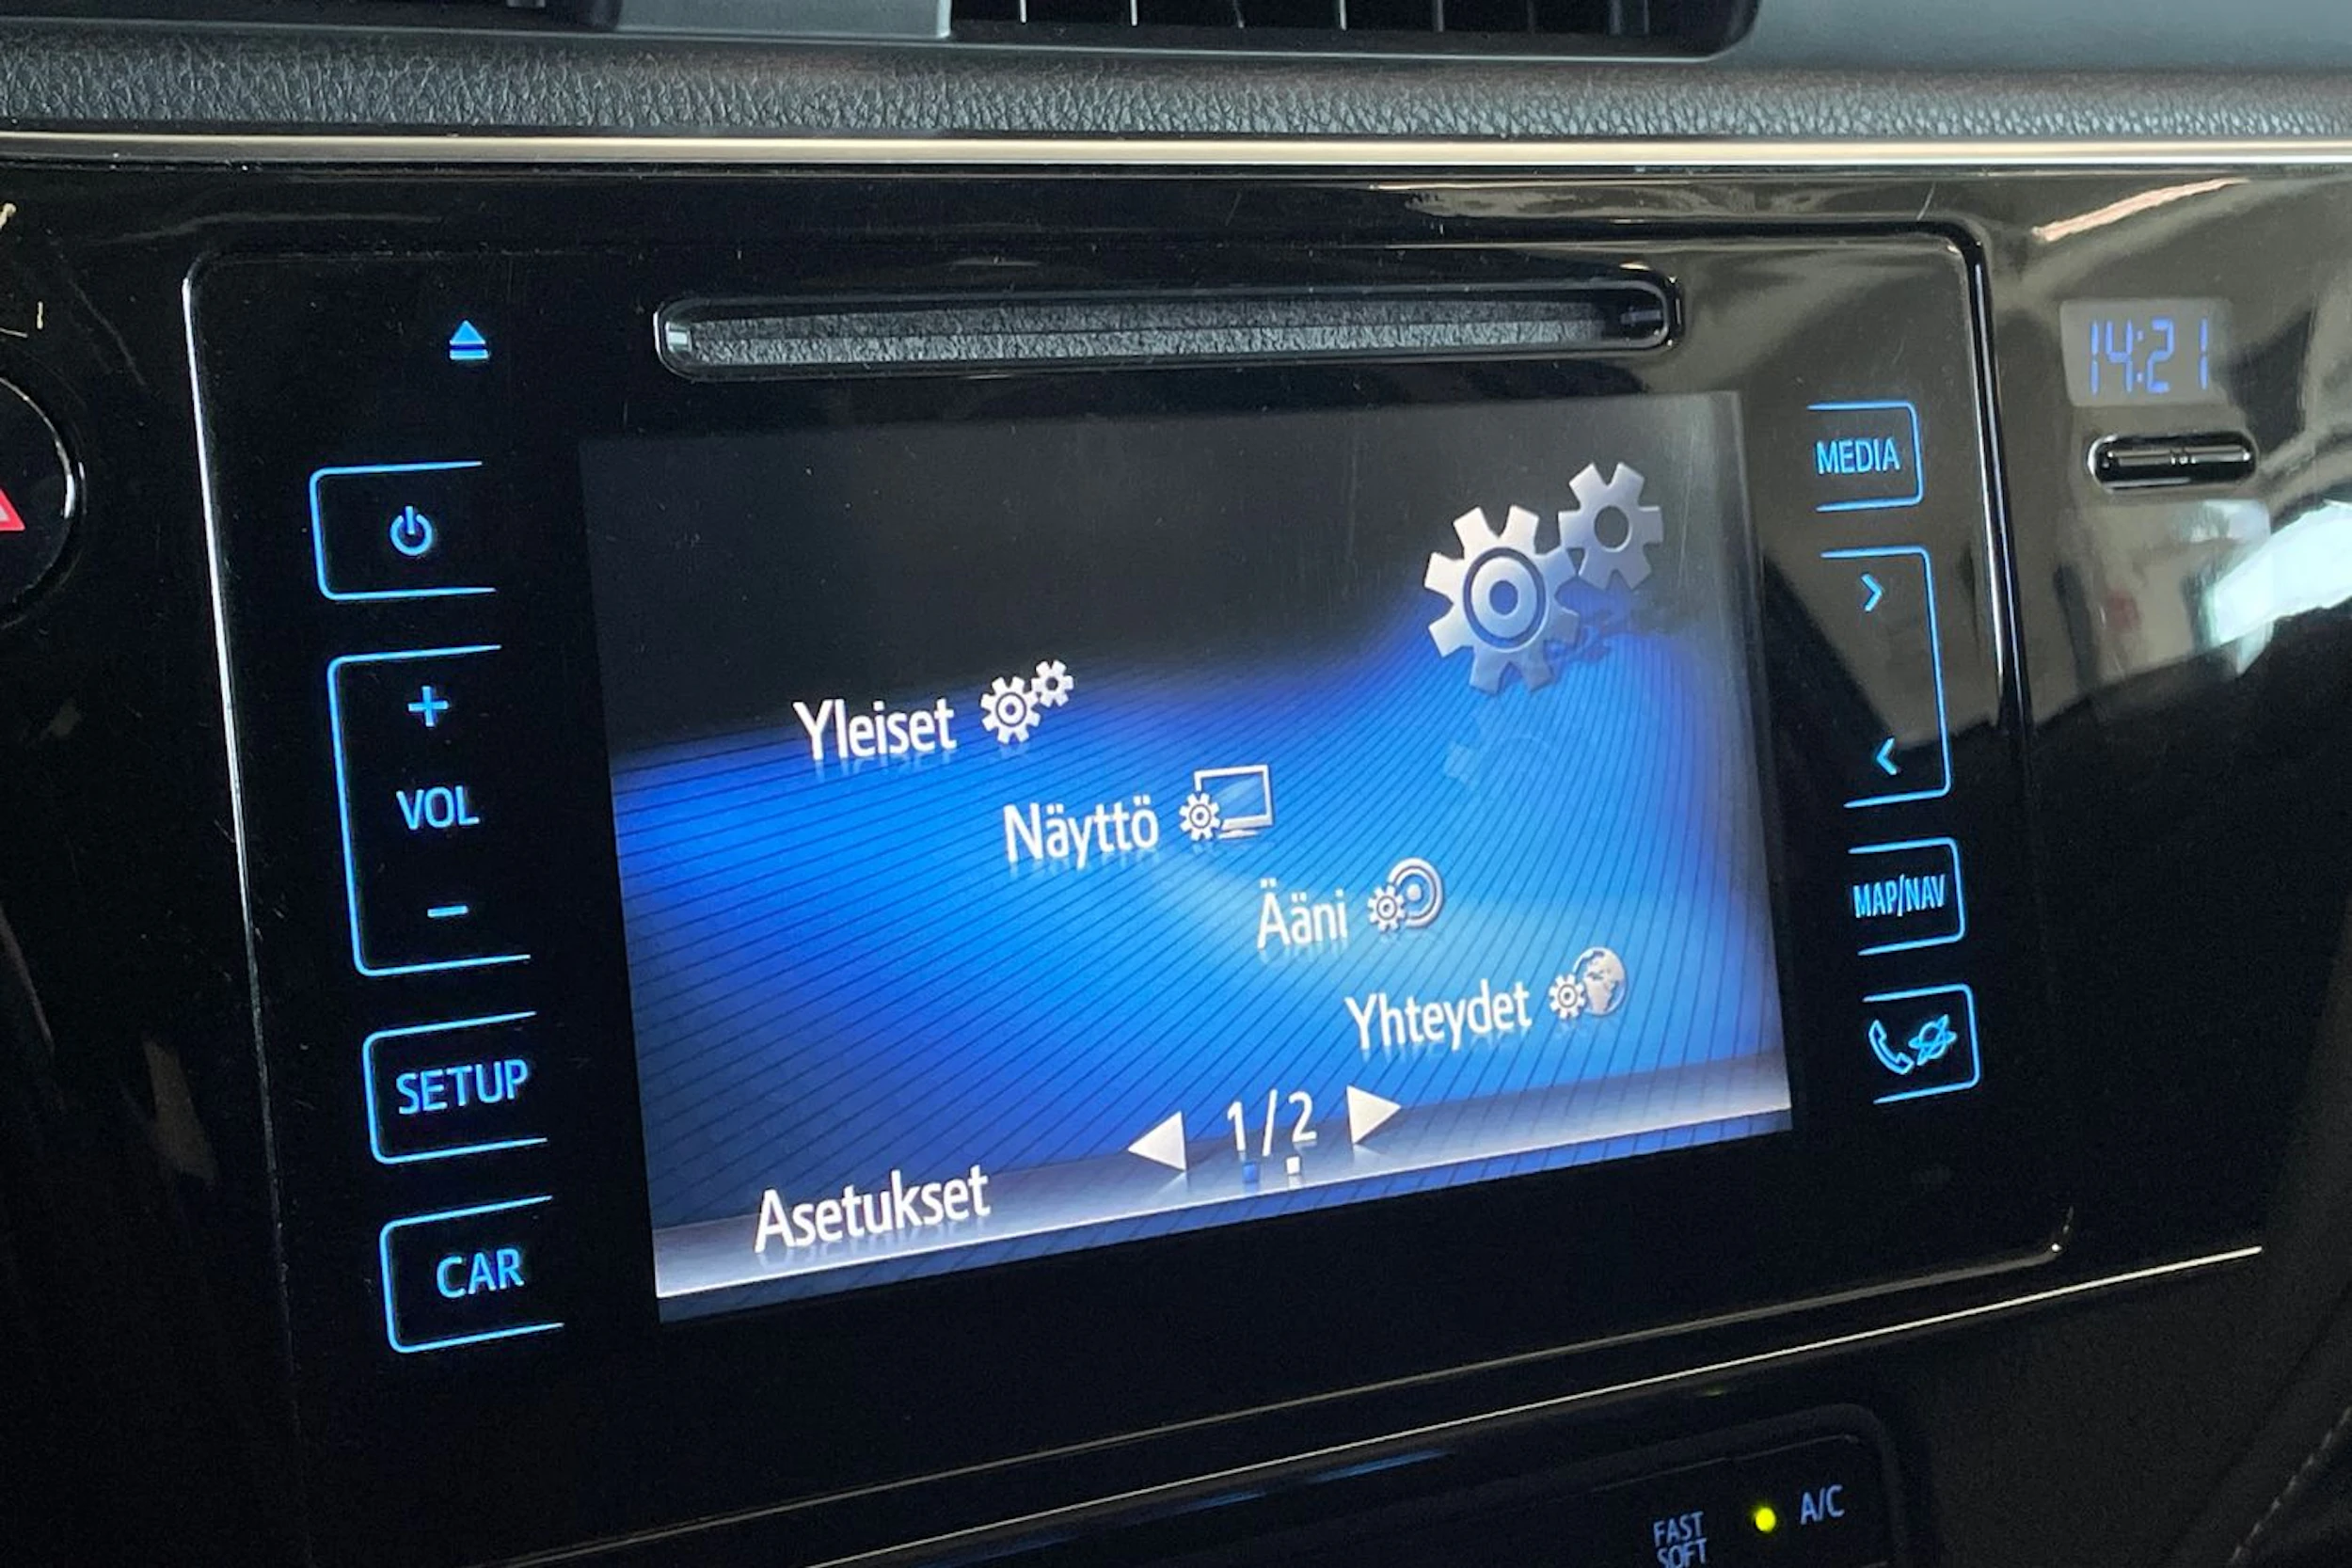 14:21
MEDIA
VOL
SETUP
CAR
Yleiset
Näyttö
Ääni
Yhteydet
1/2
Asetukset
MAP/NAV
FAST
SOFT
A/C